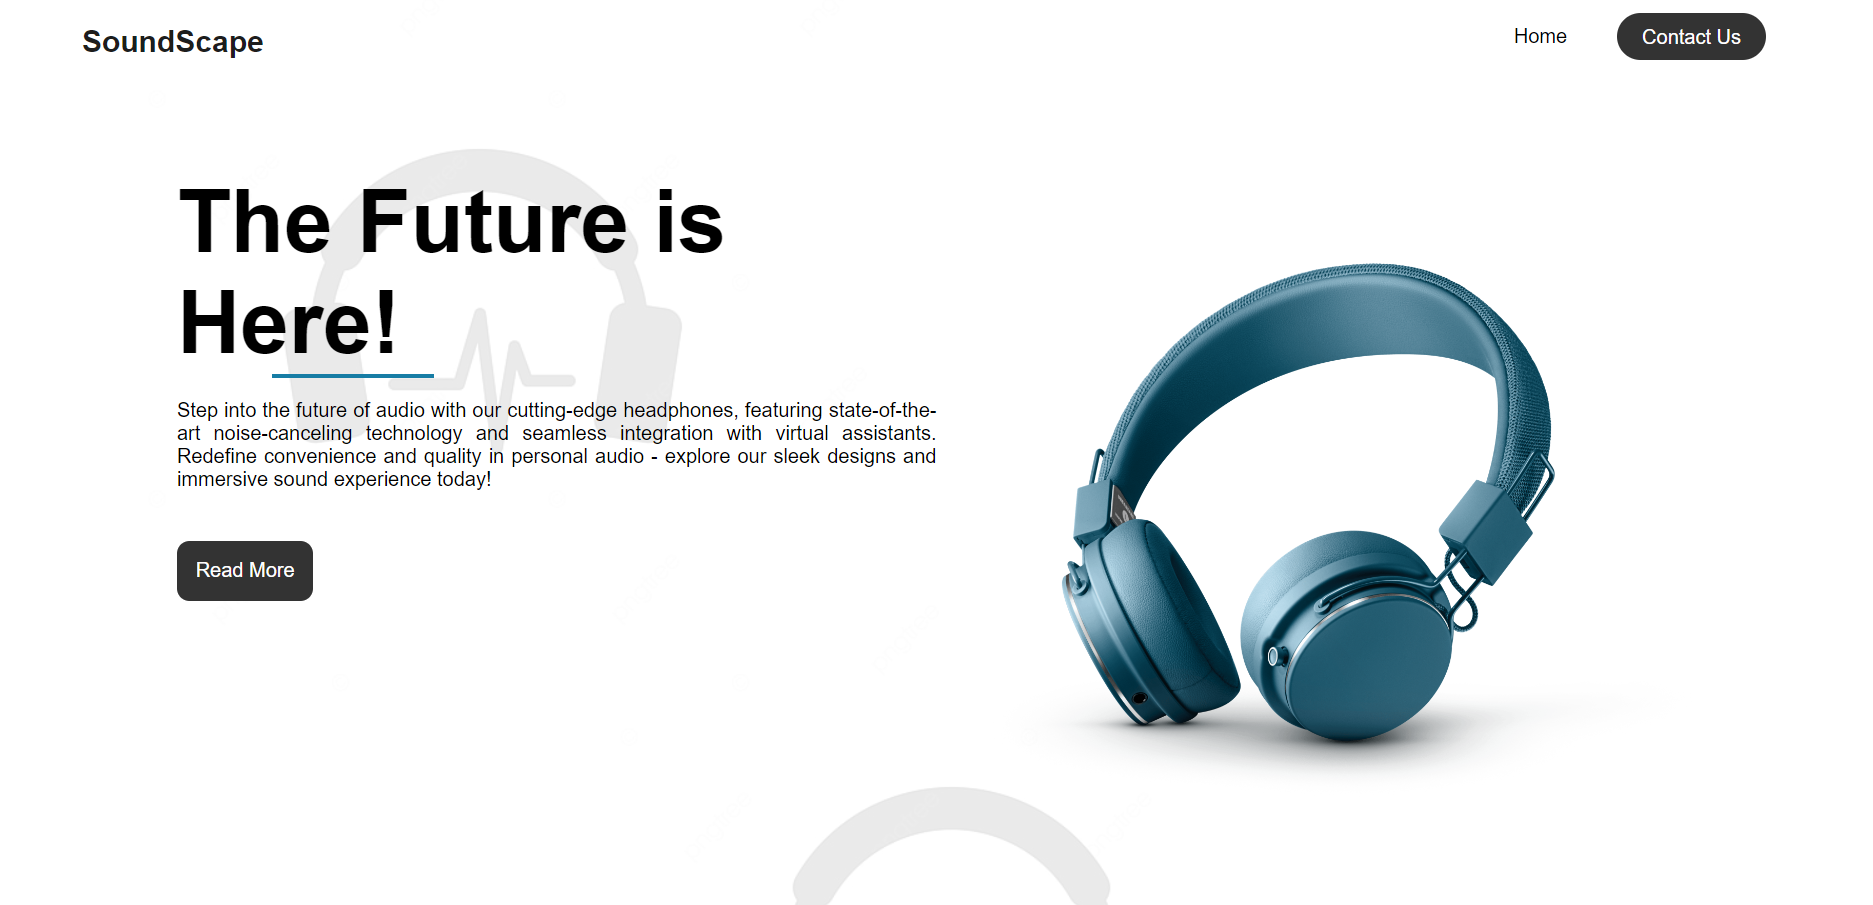 SoundScape
Home
Contact Us
The Future is
Here!
Step into the future of audio with our cutting-edge headphones, featuring state-of-the-
art noise-canceling technology and seamless integration with virtual assistants.
Redefine convenience and quality in personal audio - explore our sleek designs and
immersive sound experience today!
Read More